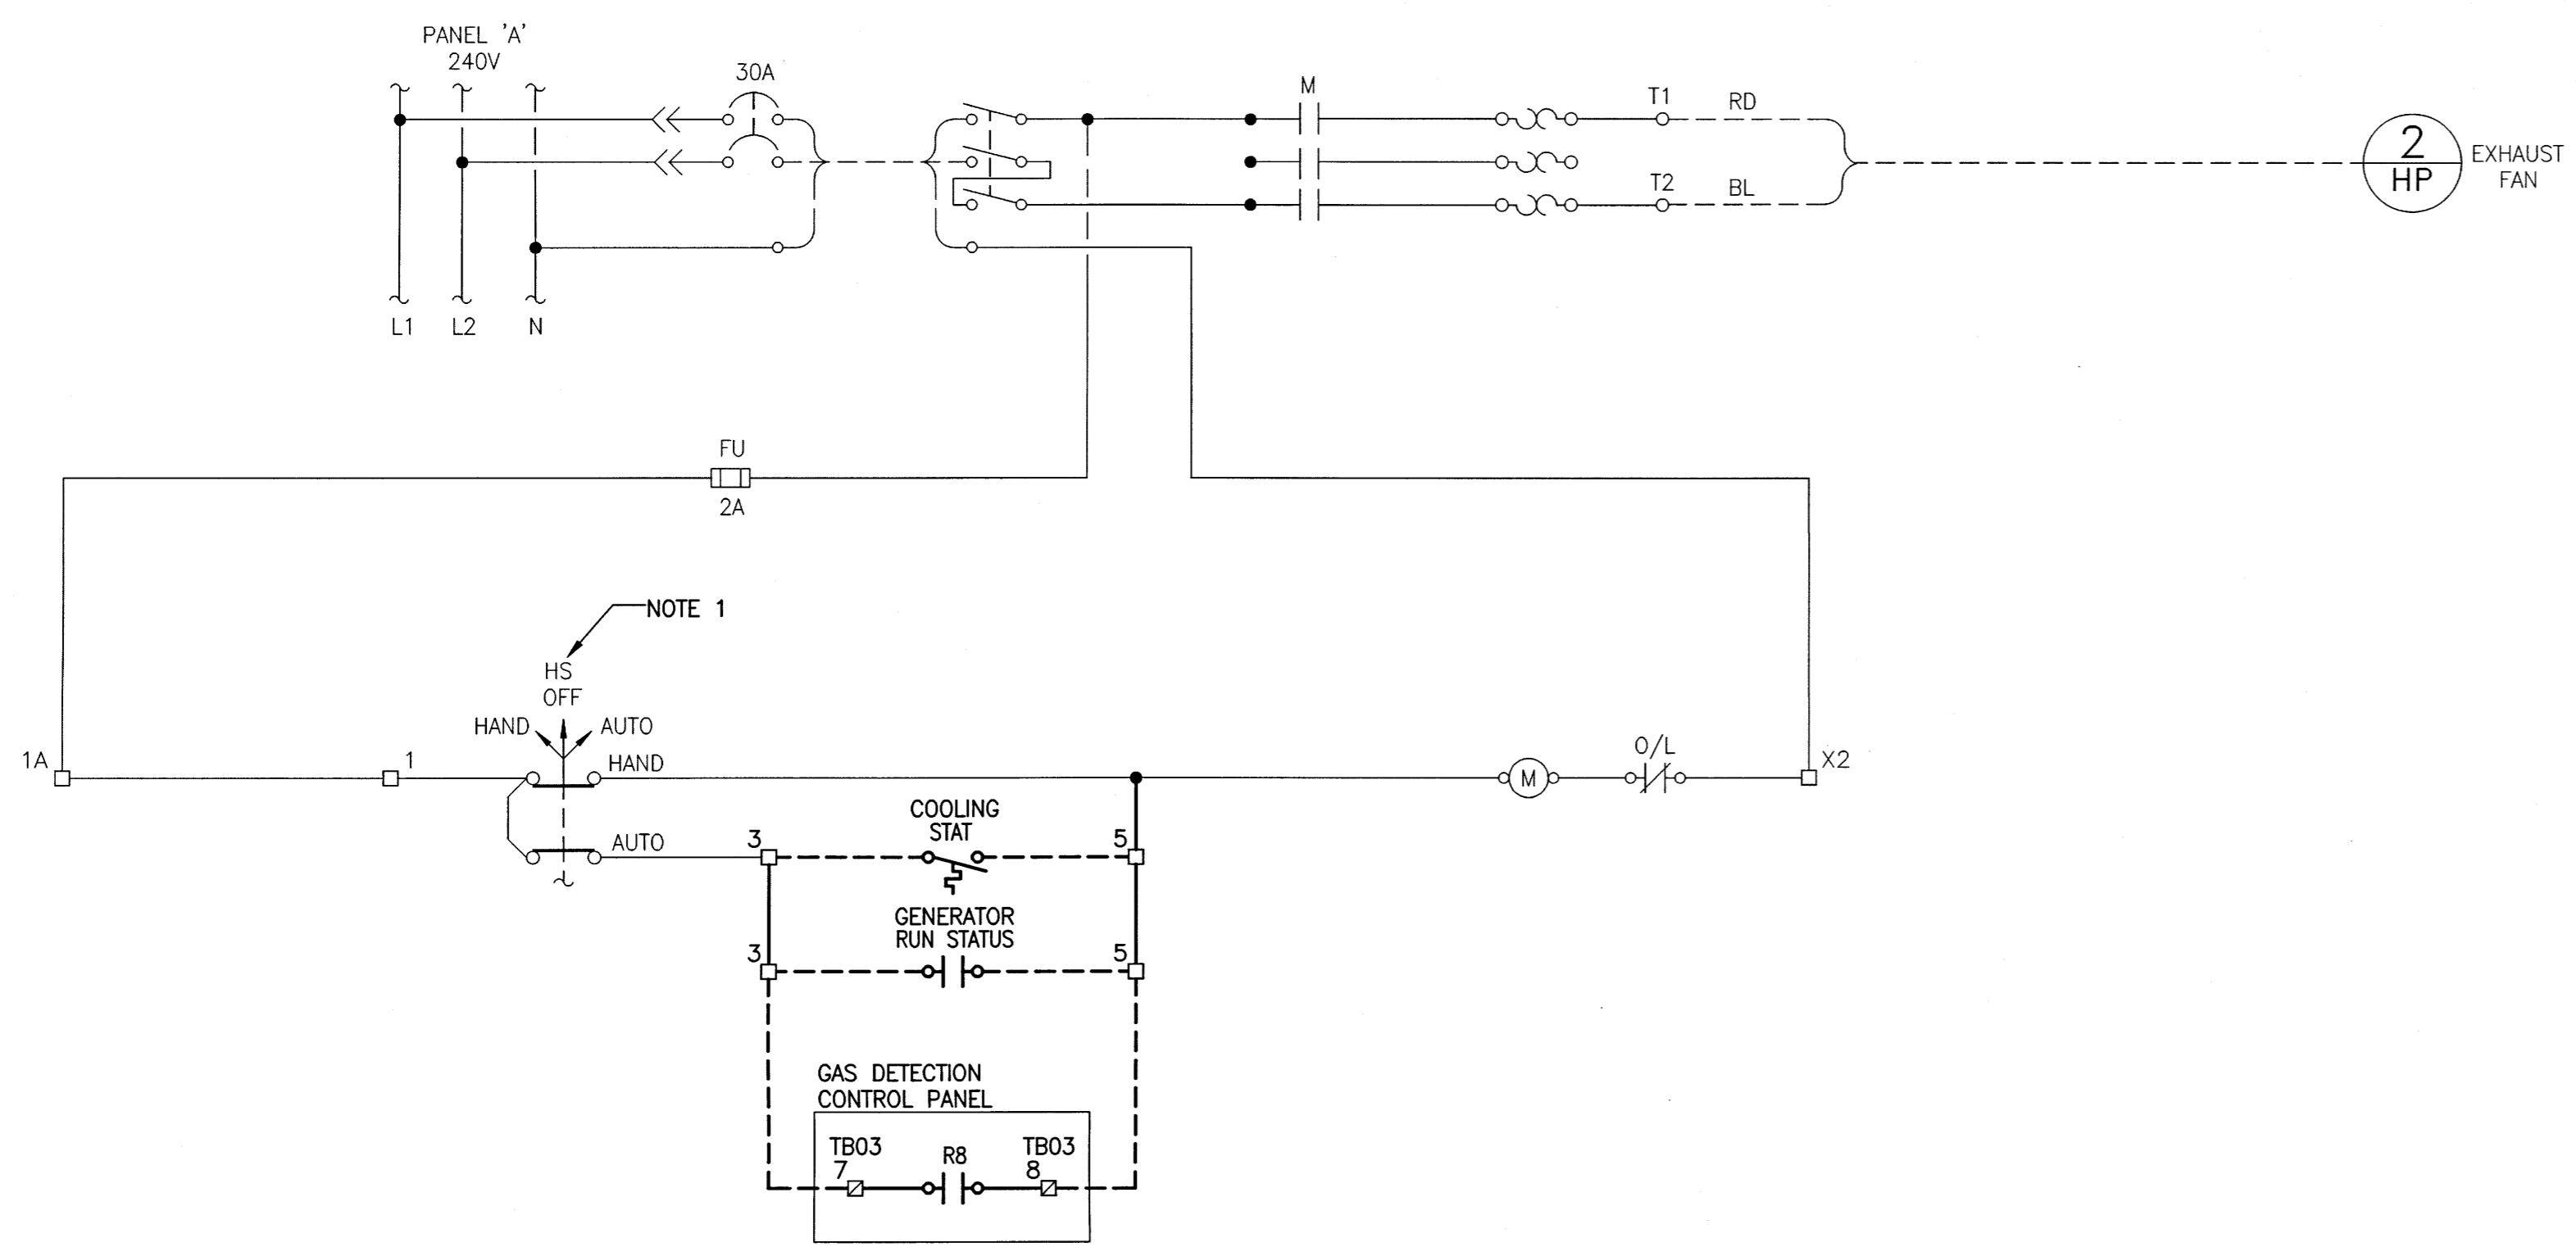 PANEL 'A'
240V
30A
M
T1
RD
2
HP
EXHAUST
FAN
T2
BL
L1
L2
N
FU
2A
NOTE 1
HS
OFF
HAND
AUTO
1A
1
HAND
M
O/L
X2
COOLING
STAT
AUTO
3
5
GENERATOR
RUN STATUS
3
5
GAS DETECTION
CONTROL PANEL
TB03
7
R8
TB03
8